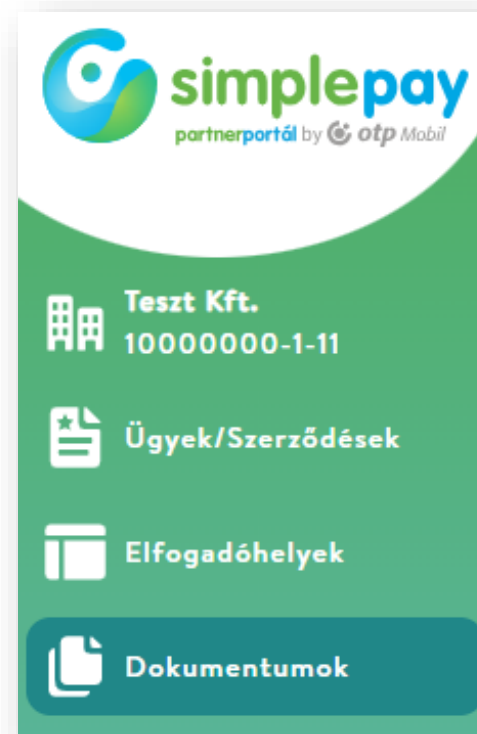 simplepay
partnerportál by otp Mobil
Teszt Kft.
10000000-1-11
Ügyek/Szerződések
Elfogadóhelyek
Dokumentumok